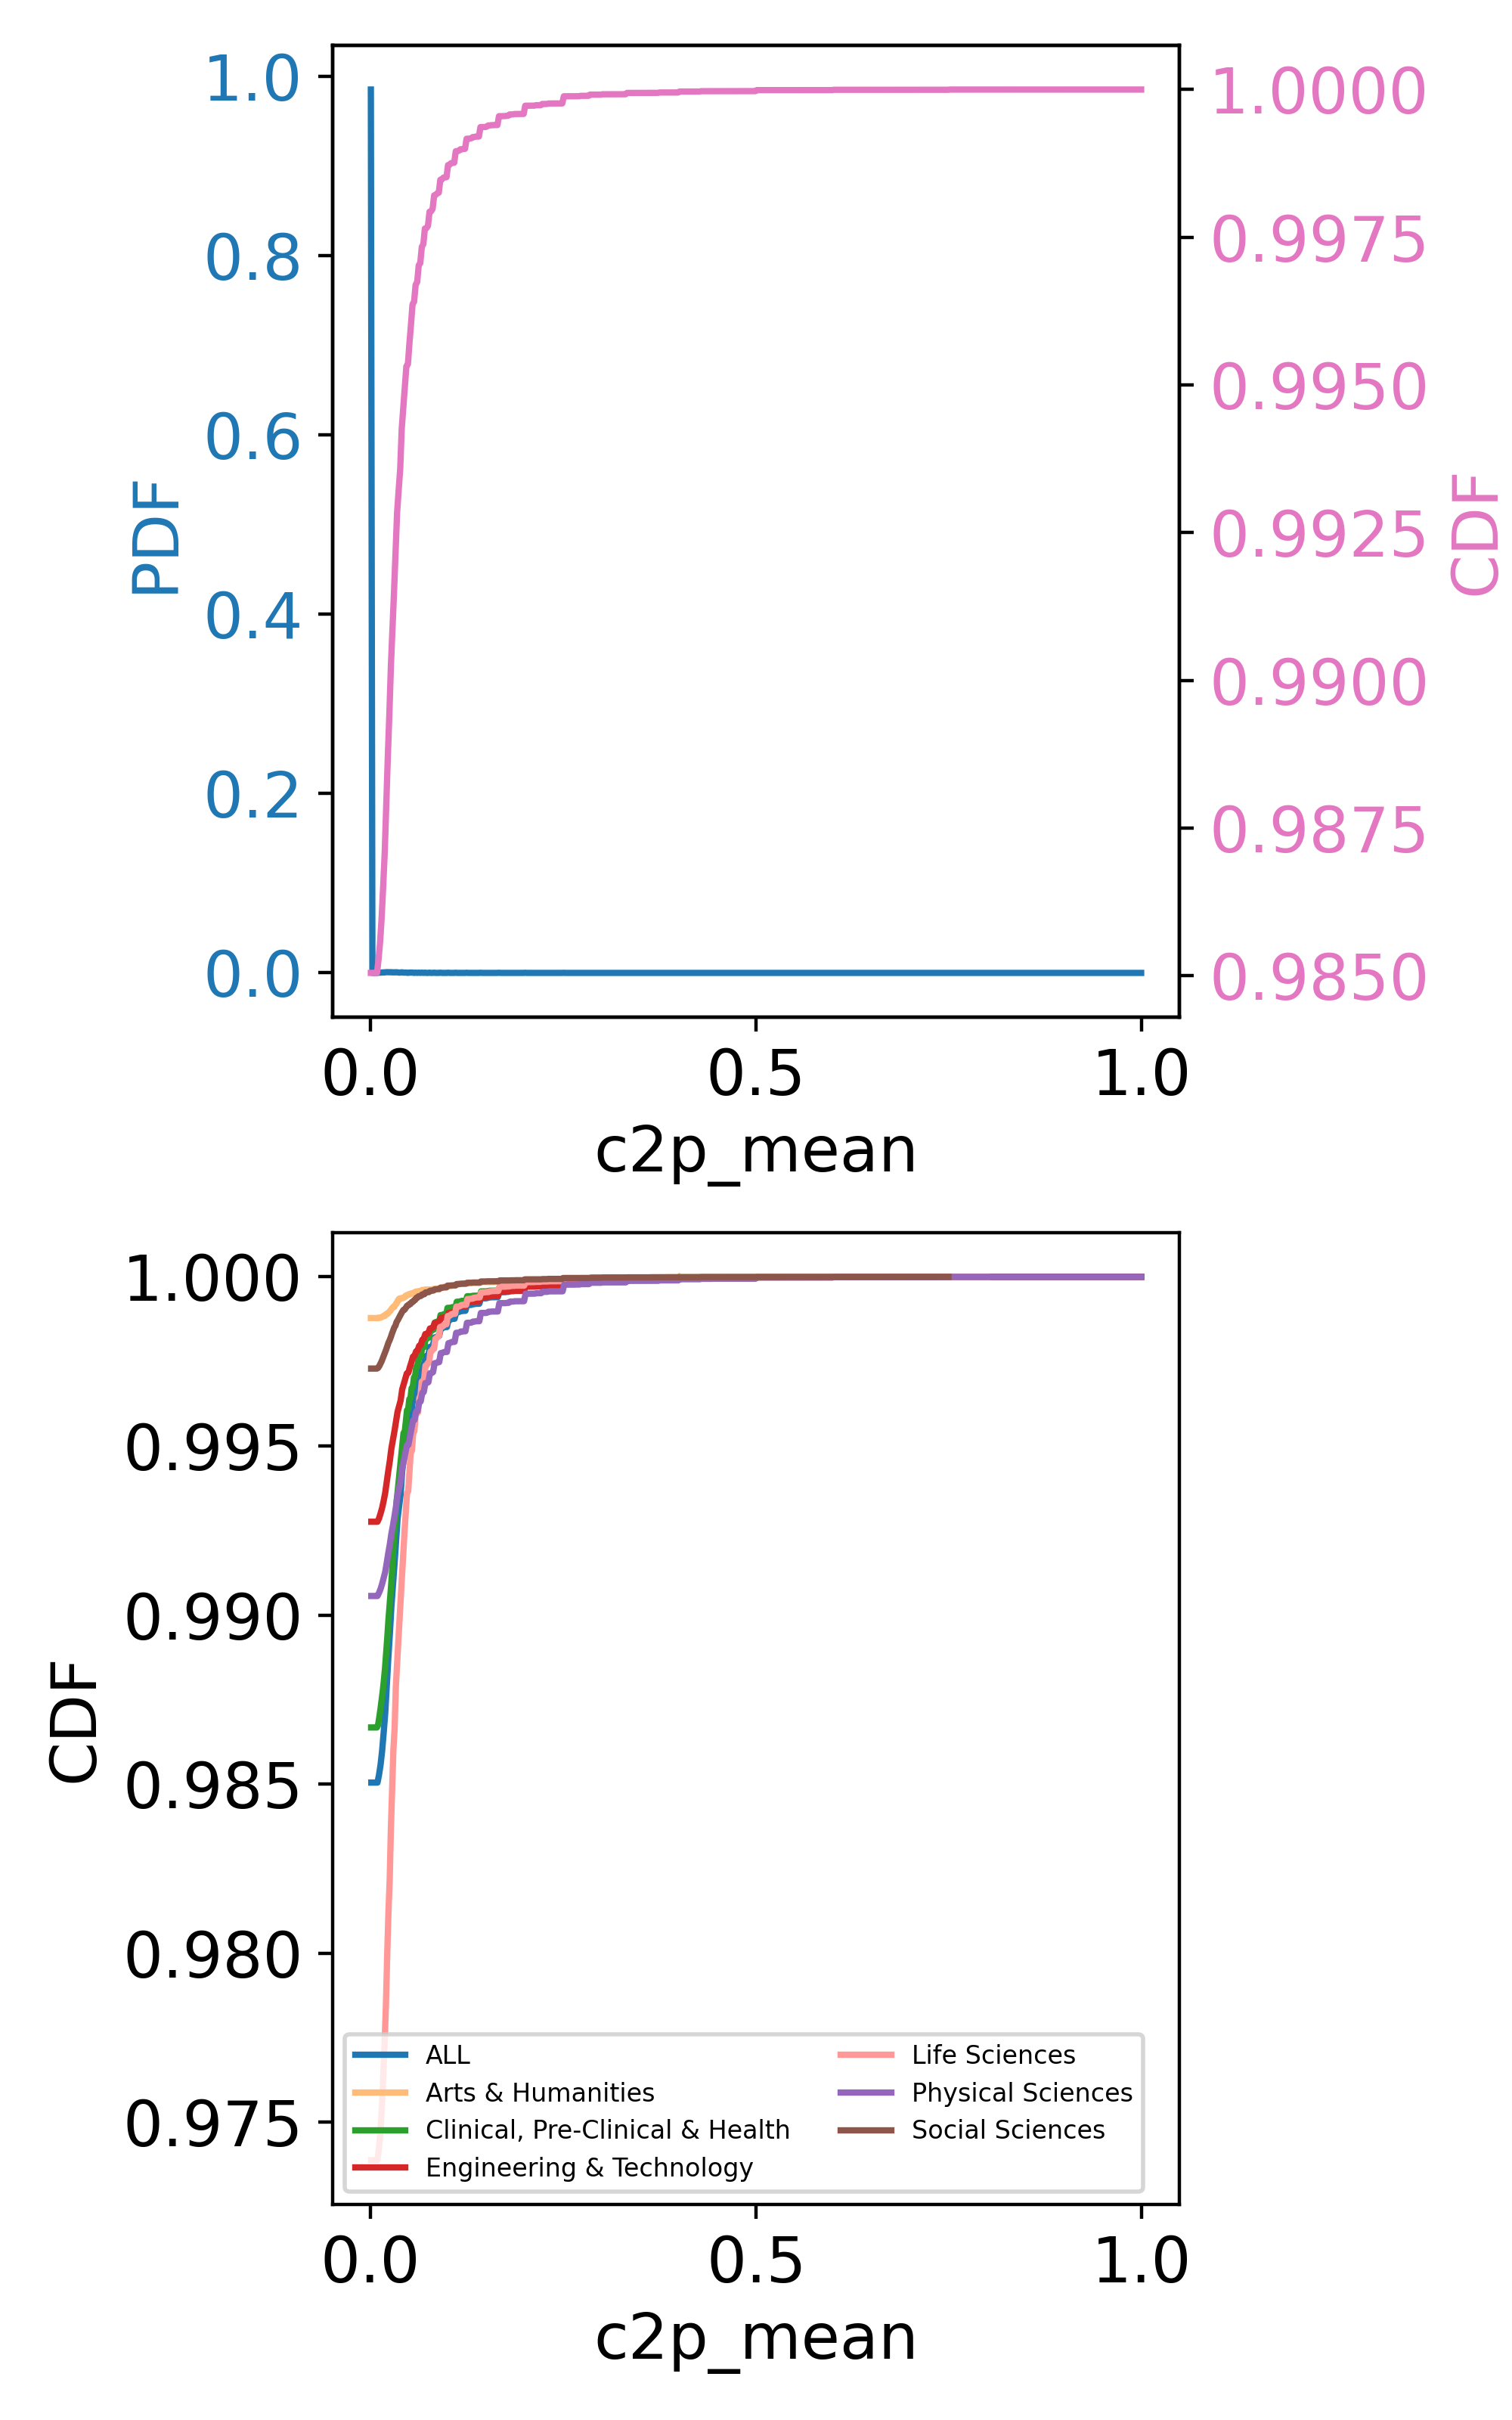 1.0
0.8
0.6
0.4
0.2
0.0
PDF
1.0000
0.9975
0.9950
0.9925
0.9900
0.9875
0.9850
CDF
0.0 0.5 1.0
c2p_mean
1.000
0.995
0.990
0.985
0.980
0.975
CDF
ALL
Arts & Humanities
Clinical, Pre-Clinical & Health
Engineering & Technology
Life Sciences
Physical Sciences
Social Sciences
0.0 0.5 1.0
c2p_mean